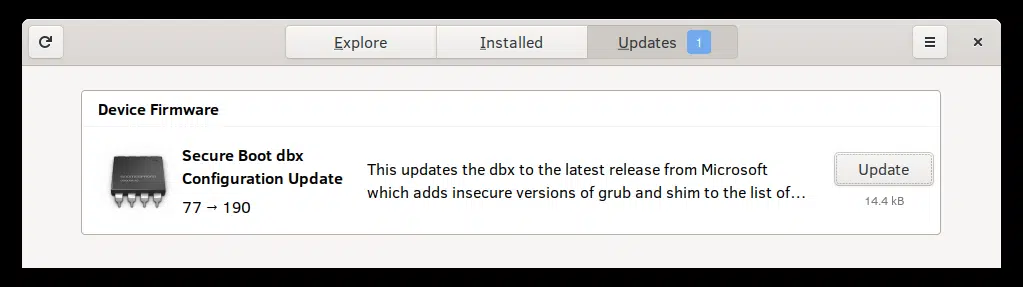 Explore
Installed
Updates 1
Device Firmware
Secure Boot dbx
Configuration Update
77 → 190
This updates the dbx to the latest release from Microsoft
which adds insecure versions of grub and shim to the list of…
Update
14.4 kB